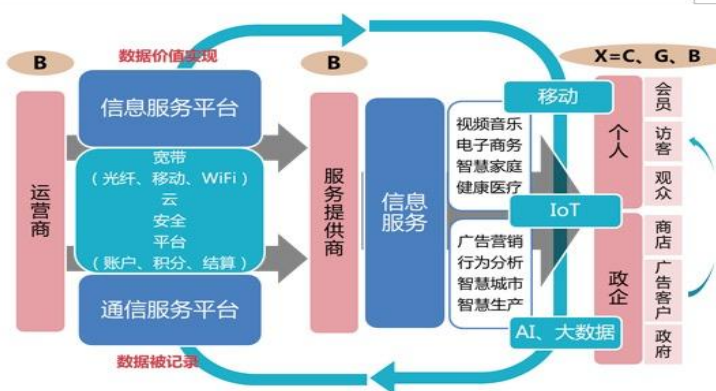 数据价值实现
B
B
X=C、G、B
运营商
信息服务平台
宽带
(光纤、移动、WiFi)
云
安全
平台
(账户、积分、结算)
通信服务平台
数据被记录
服务提供商
信息
服务
视频音乐
电子商务
智慧家庭
健康医疗
广告营销
行为分析
智慧城市
智慧生产
移动
IoT
AI、大数据
个人
会员
访客
观众
政企
商店
广告客户
政府